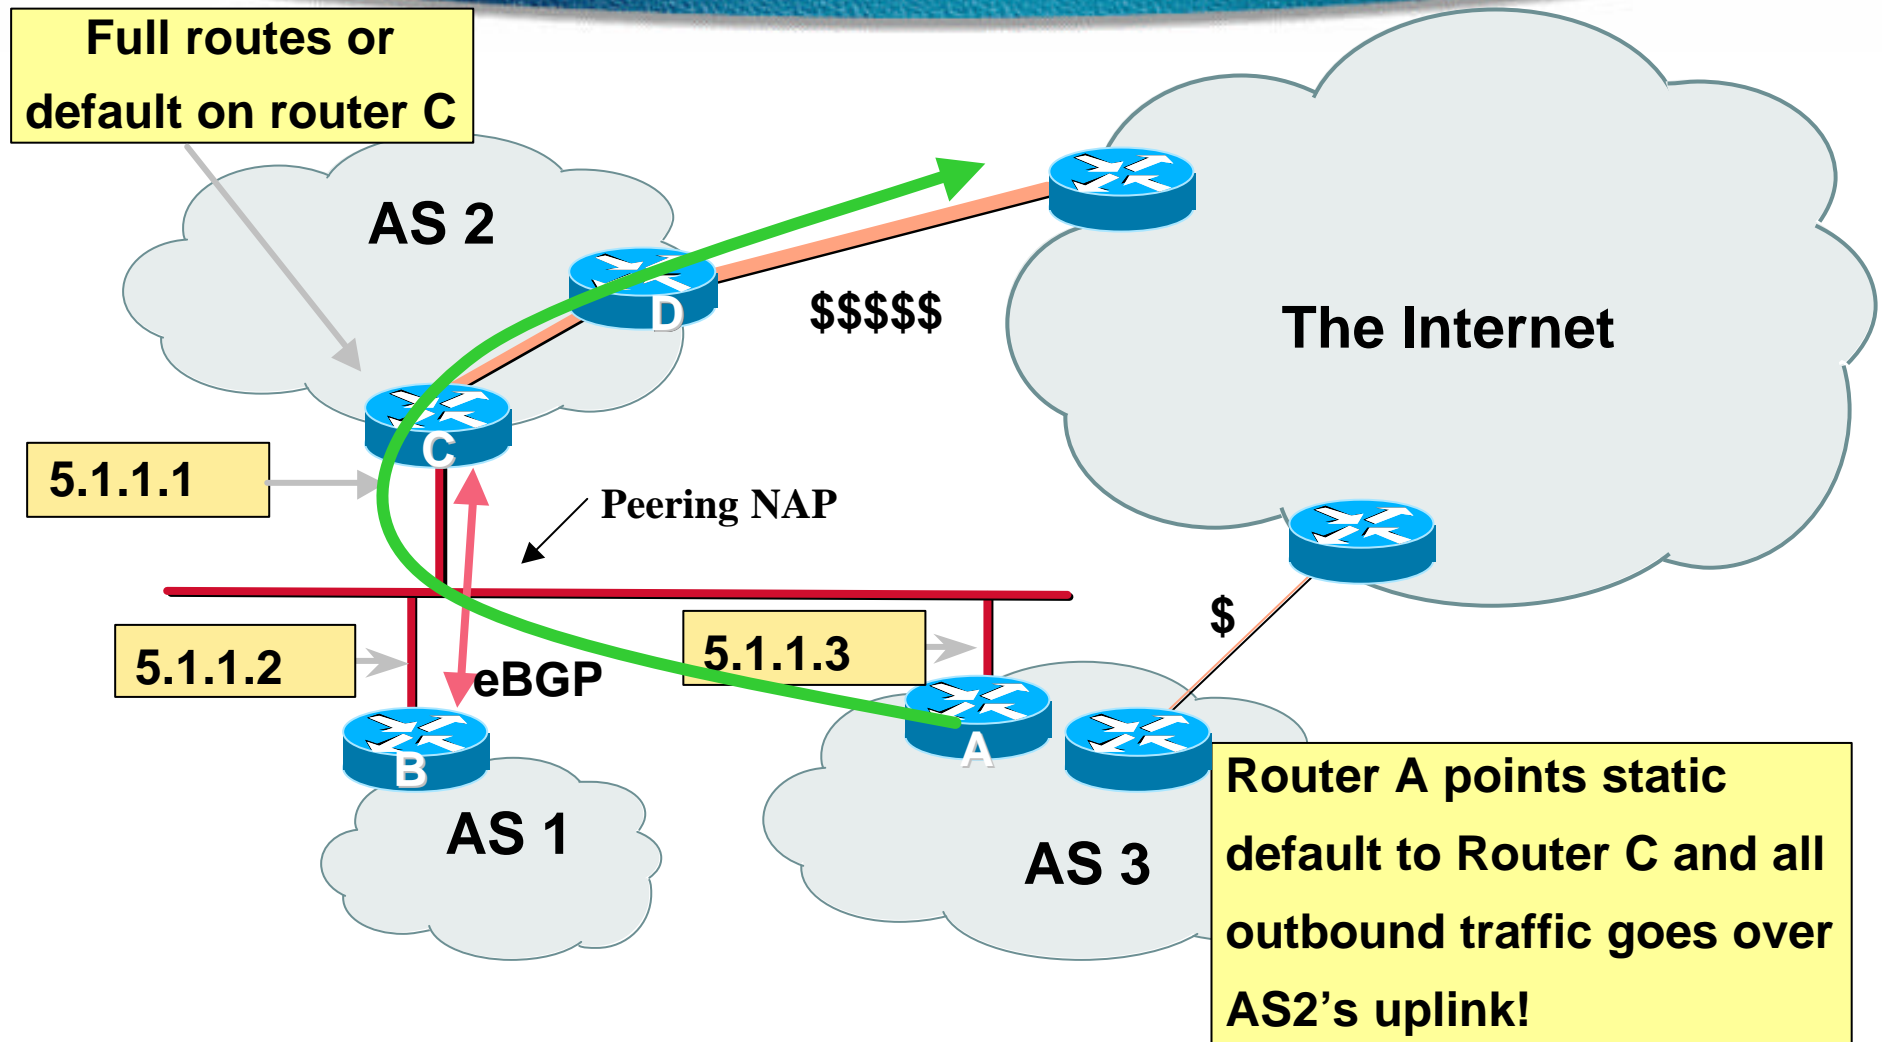 Full routes or
default on router C
AS 2
D
$$$$$
The Internet
C
5.1.1.1
Peering NAP
$
5.1.1.2
eBGP
5.1.1.3
B
A
AS 1
AS 3
Router A points static
default to Router C and all
outbound traffic goes over
AS2’s uplink!